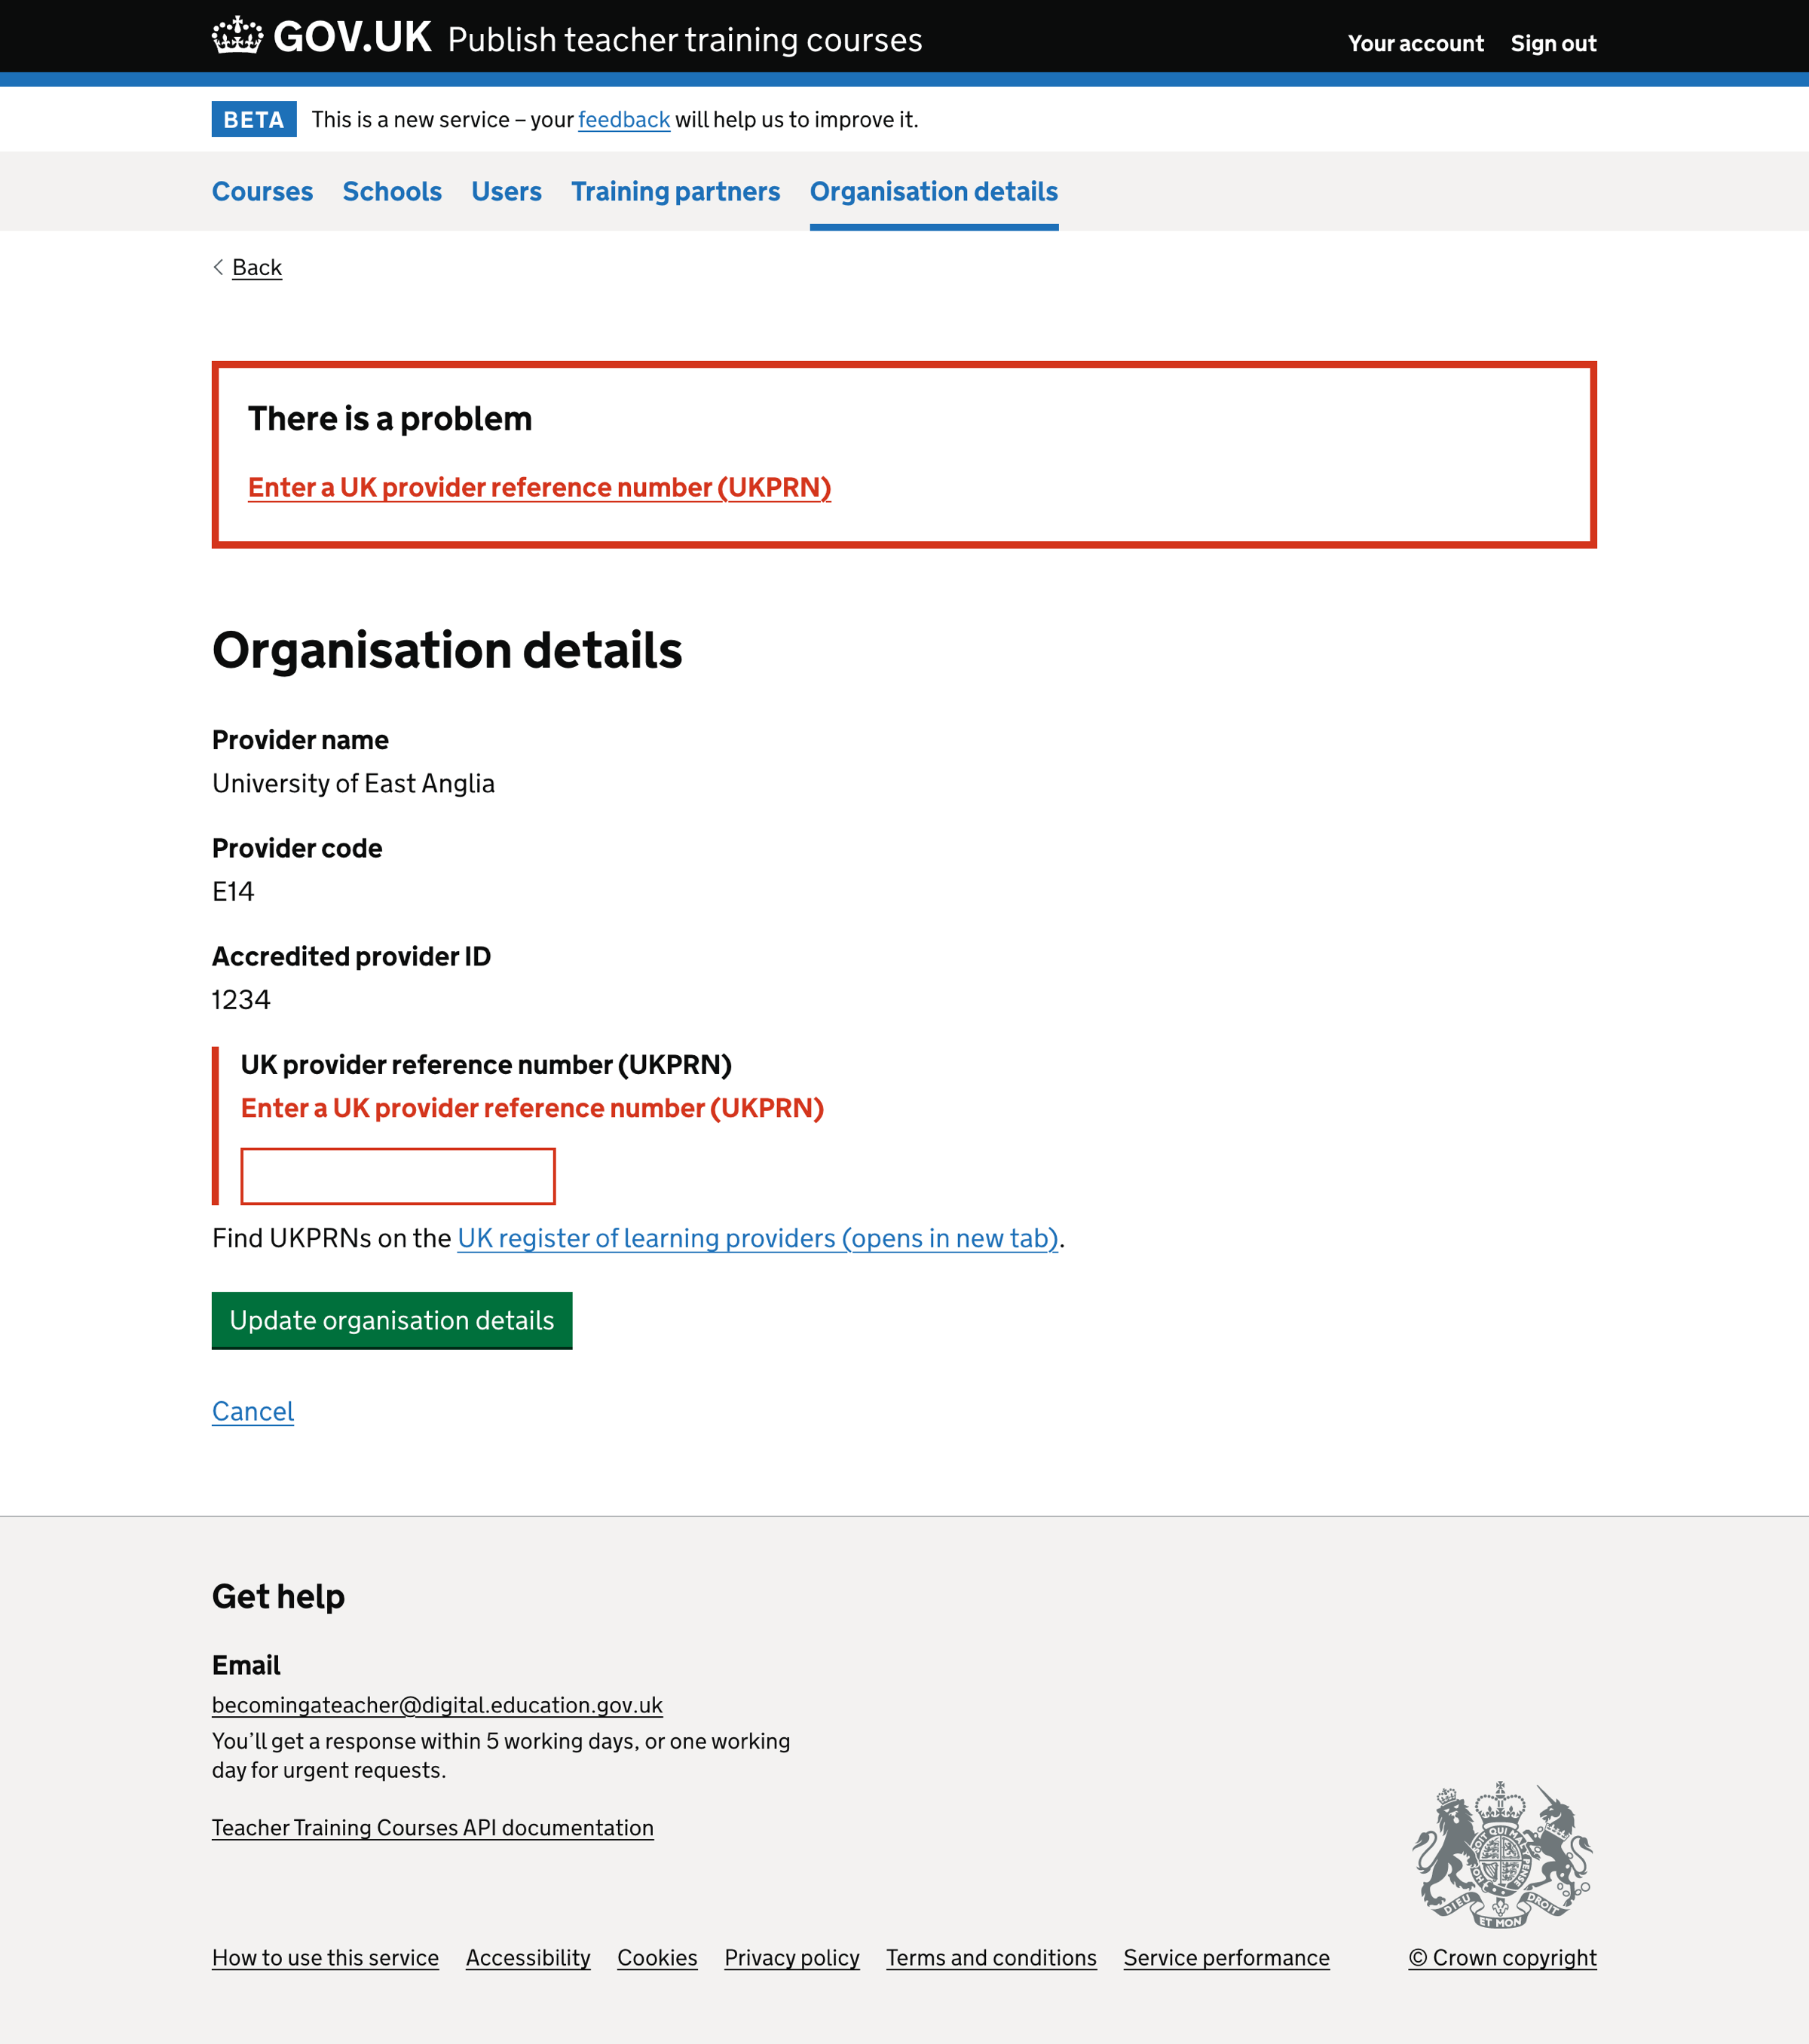 GOV.UK Publish teacher training courses
Your account Sign out
BETA This is a new service – your feedback will help us to improve it.
Courses Schools Users Training partners Organisation details
Back
There is a problem
Enter a UK provider reference number (UKPRN)
Organisation details
Provider name
University of East Anglia
Provider code
E14
Accredited provider ID
1234
UK provider reference number (UKPRN)
Enter a UK provider reference number (UKPRN)
Find UKPRNs on the UK register of learning providers (opens in new tab).
Update organisation details
Cancel
Get help
Email
becomingateacher@digital.education.gov.uk
You’ll get a response within 5 working days, or one working
day for urgent requests.
Teacher Training Courses API documentation
DIEU ET MON DROIT
How to use this service Accessibility Cookies Privacy policy Terms and conditions Service performance © Crown copyright